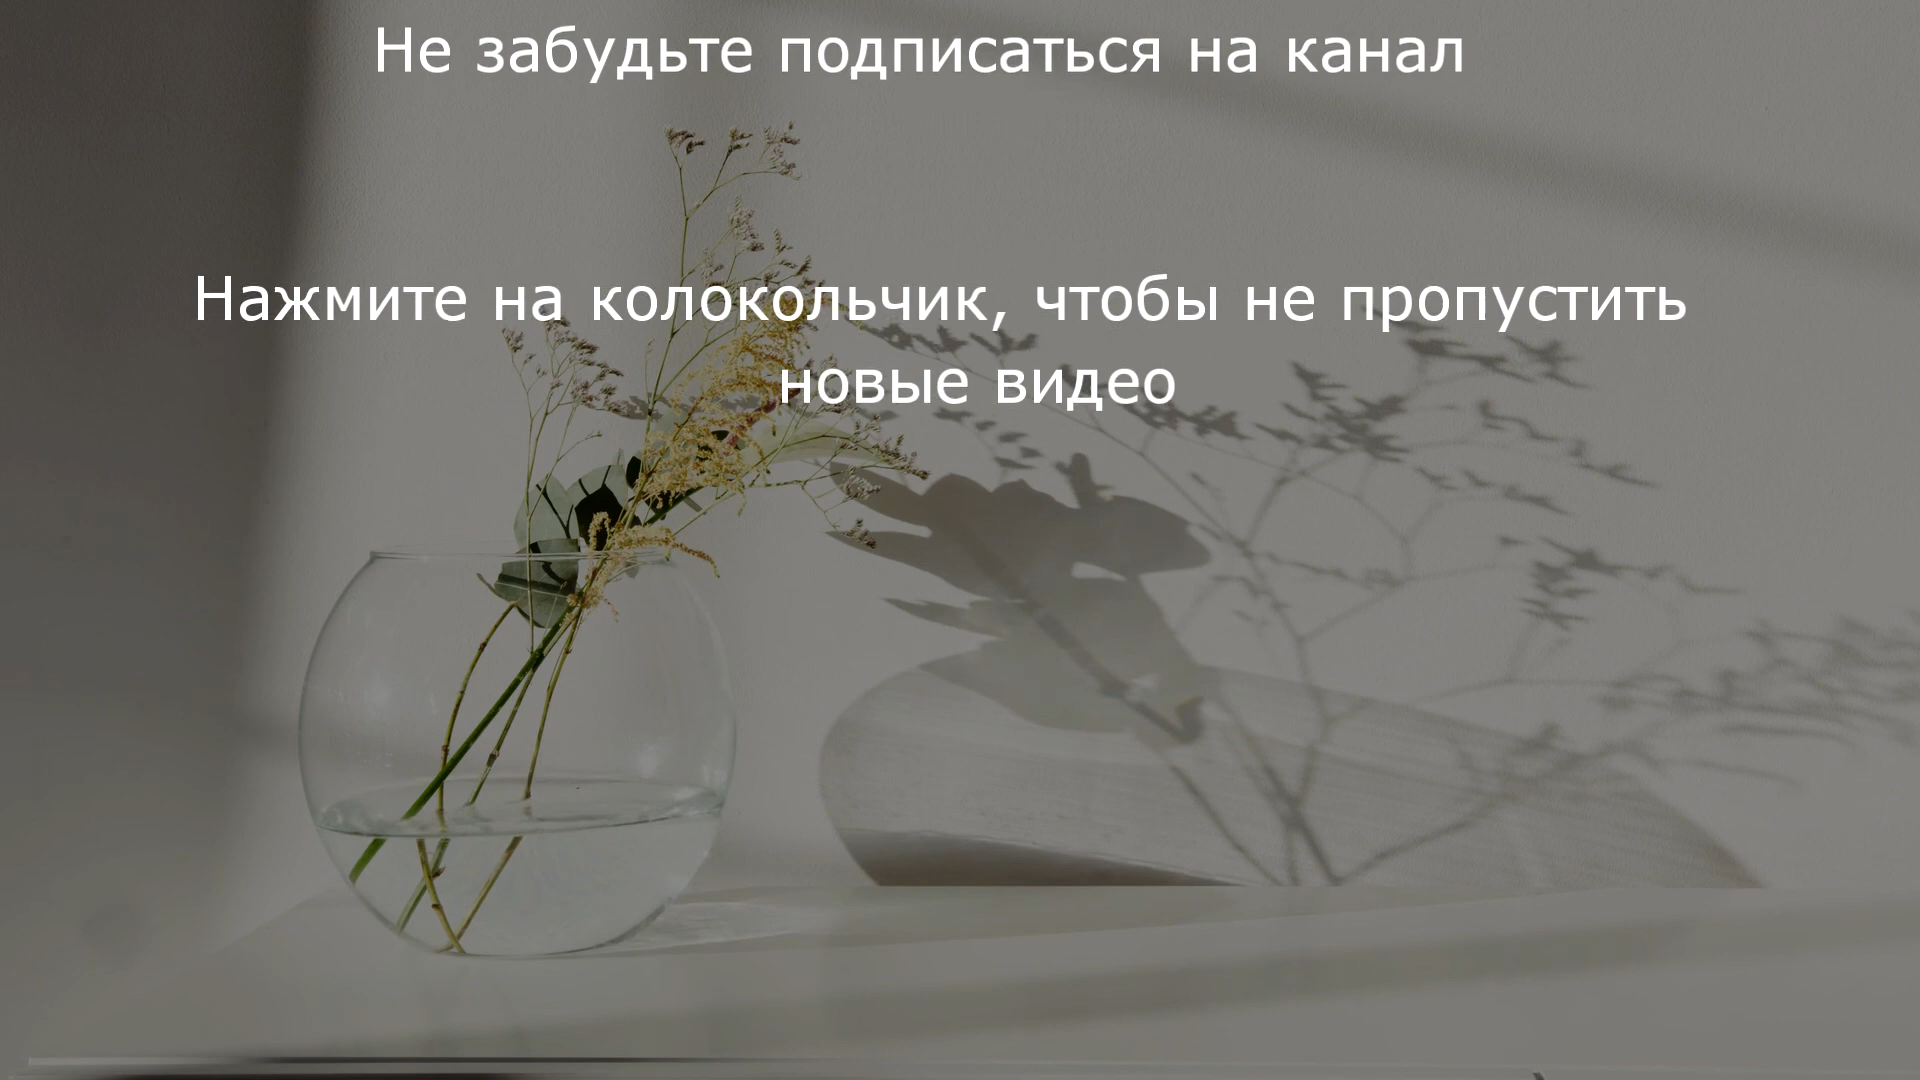 Не забудьте подписаться на канал
Нажмите на колокольчик, чтобы не пропустить
новые видео